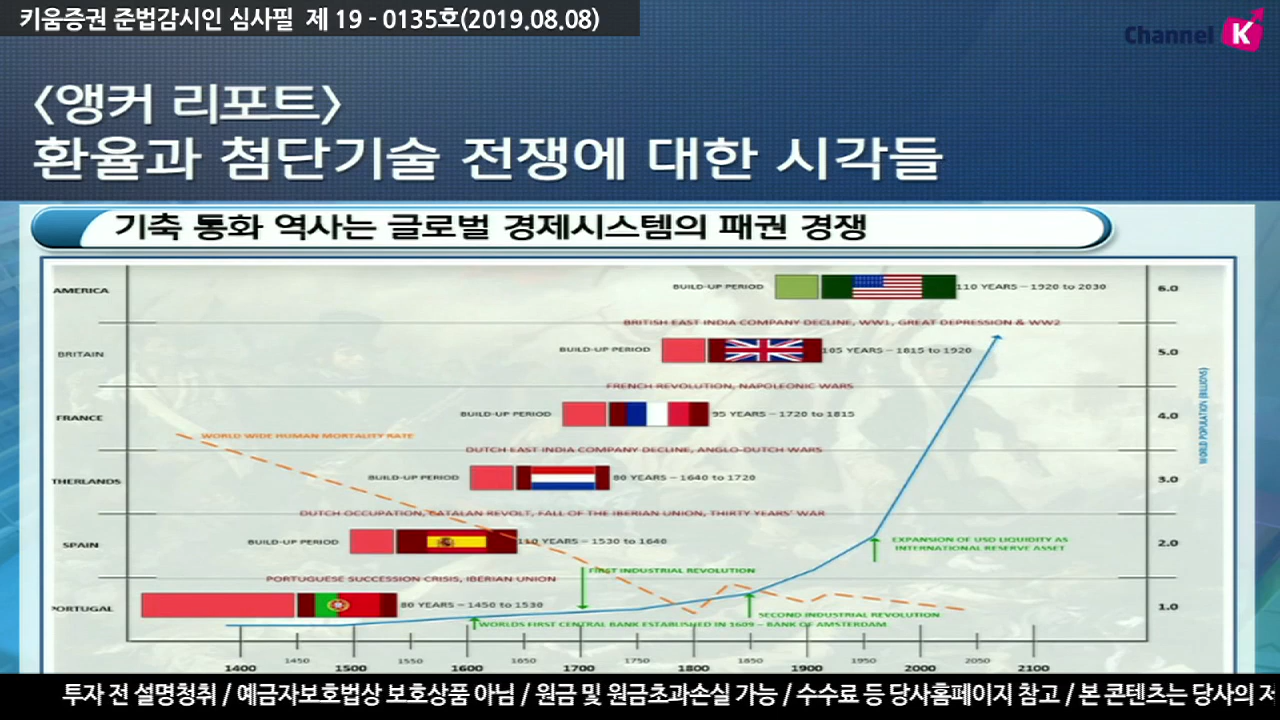 키움증권 준법감시인 심사필 제 19 - 0135호(2019.08.08)
Channel K
<앵커 리포트>
환율과 첨단기술 전쟁에 대한 시각들
기축 통화 역사는 글로벌 경제시스템의 패권 경쟁
AMERICA BUILD-UP PERIOD 110 YEARS – 1920 to 2030 6.0
BRITISH EAST INDIA COMPANY DECLINE, WW1, GREAT DEPRESSION & WW2
BRITAIN BUILD-UP PERIOD 105 YEARS – 1815 to 1920 5.0
FRENCH REVOLUTION, NAPOLEONIC WARS
FRANCE BUILD-UP PERIOD 95 YEARS – 1720 to 1815 4.0
WORLD POPULATION (BILLIONS)
WORLD WIDE HUMAN MORTALITY RATE
DUTCH EAST INDIA COMPANY DECLINE, ANGLO-DUTCH WARS
THERLANDS BUILD-UP PERIOD 80 YEARS – 1640 to 1720 3.0
DUTCH OCCUPATION, CATALAN REVOLT, FALL OF THE IBERIAN UNION, THIRTY YEARS' WAR
SPAIN BUILD-UP PERIOD 110 YEARS – 1530 to 1640 2.0
EXPANSION OF USD LIQUIDITY AS
INTERNATIONAL RESERVE ASSET
FIRST INDUSTRIAL REVOLUTION
PORTUGUESE SUCCESSION CRISIS, IBERIAN UNION
PORTUGAL 80 YEARS – 1450 to 1530 1.0
SECOND INDUSTRIAL REVOLUTION
WORLDS FIRST CENTRAL BANK ESTABLISHED IN 1609 – BANK OF AMSTERDAM
1400 1450 1500 1550 1600 1650 1700 1750 1800 1850 1900 1950 2000 2050 2100
투자 전 설명청취 / 예금자보호법상 보호상품 아님 / 원금 및 원금초과손실 가능 / 수수료 등 당사홈페이지 참고 / 본 콘텐츠는 당사의